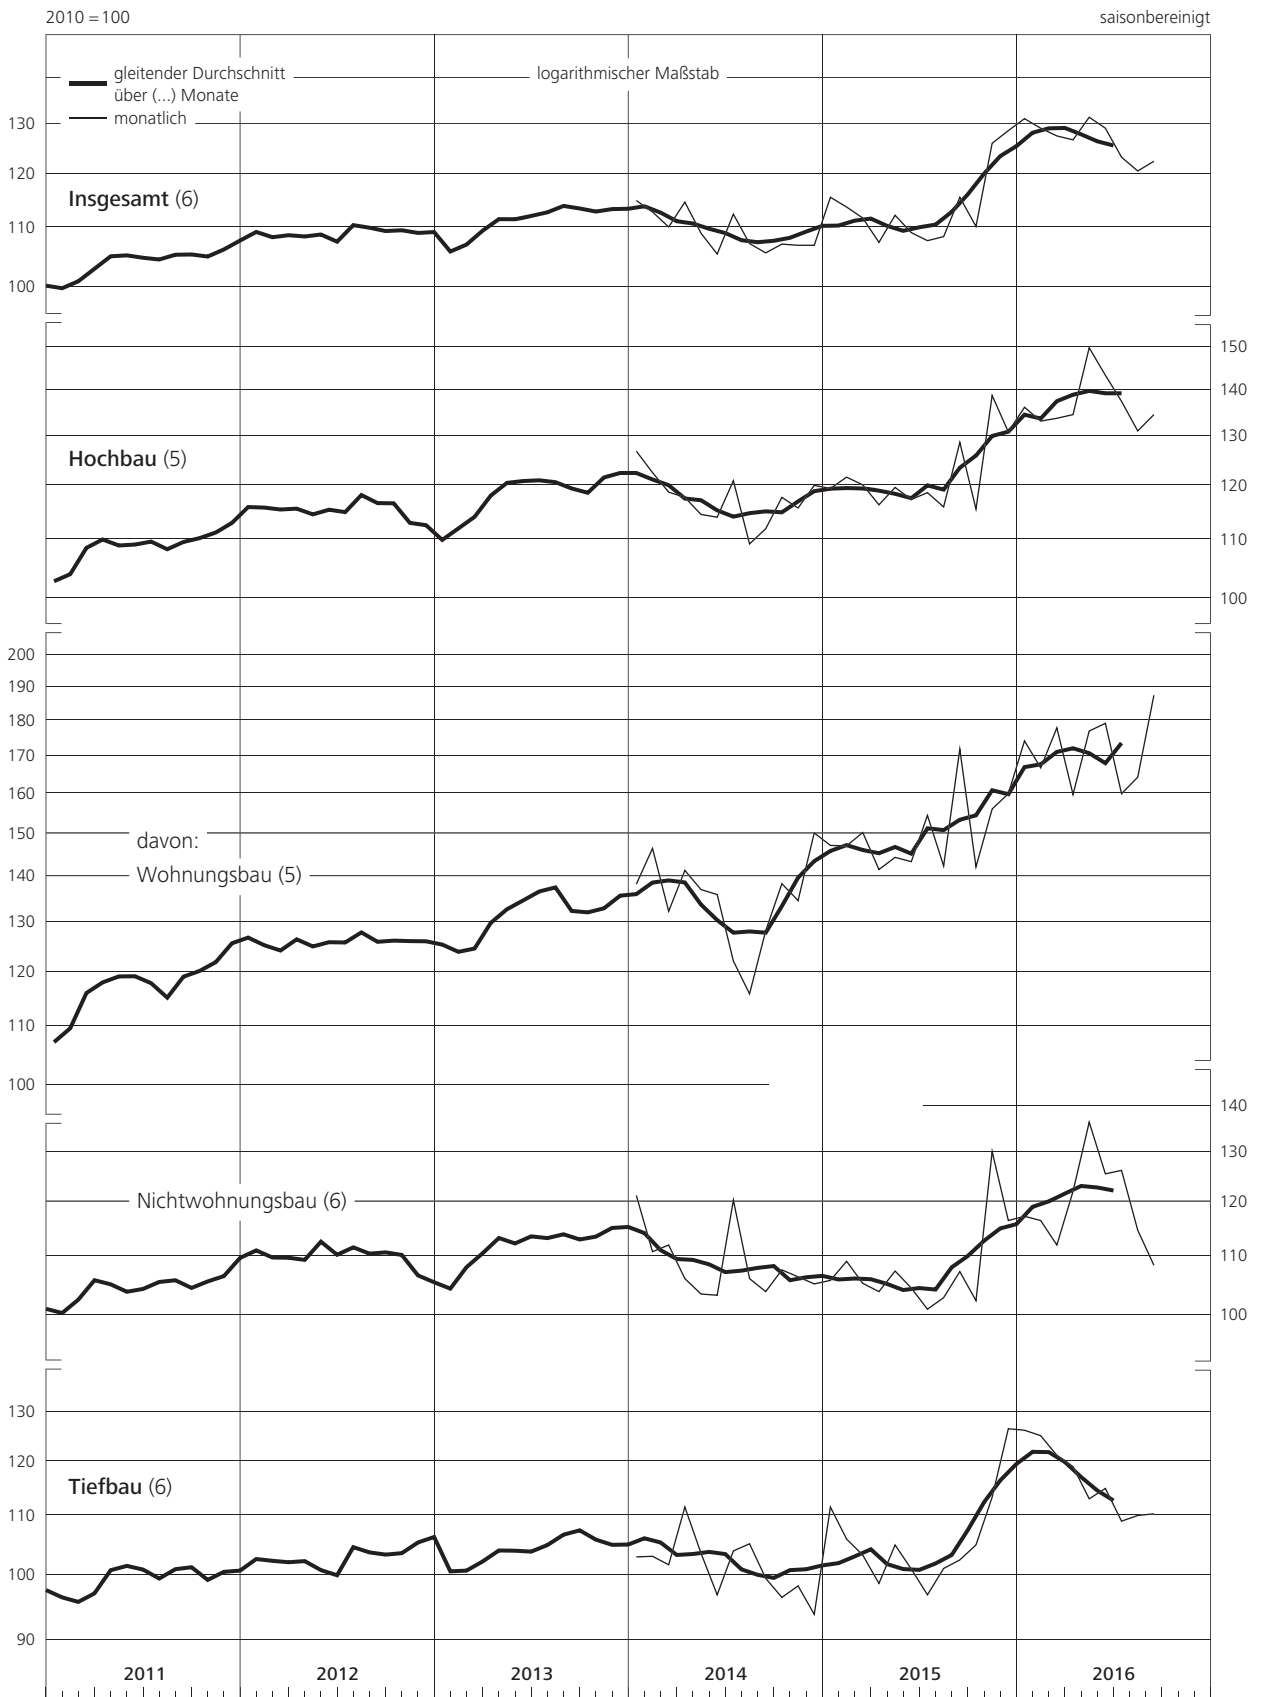 2010 = 100
saisonbereinigt
gleitender Durchschnitt
über (...) Monate
monatlich
logarithmischer Maßstab
130
120
Insgesamt (6)
110
100
150
140
130
Hochbau (5)
120
110
100
200
190
180
170
160
150
davon:
140
Wohnungsbau (5)
130
120
110
100
140
130
Nichtwohnungsbau (6)
120
110
100
130
120
Tiefbau (6)
110
100
90
2011 2012 2013 2014 2015 2016